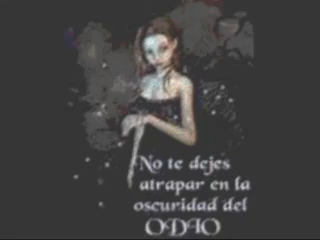 No te dejes
atrapar en la
oscuridad del
ODIO